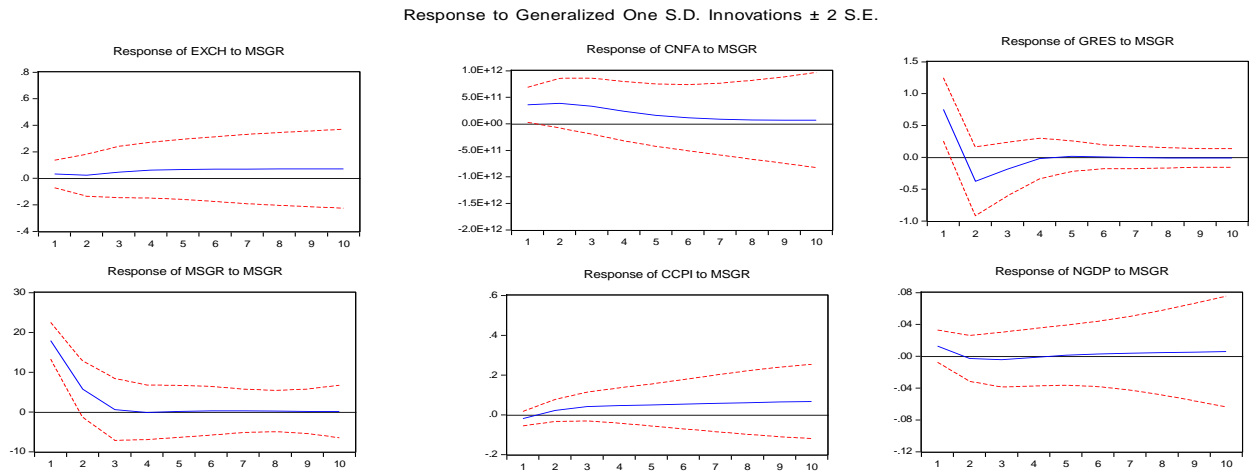 Response to Generalized One S.D. Innovations ± 2 S.E.
Response of EXCH to MSGR
.8
.6
.4
.2
.0
-.2
-.4
1 2 3 4 5 6 7 8 9 10
Response of CNFA to MSGR
1.0E+12
5.0E+11
0.0E+00
-5.0E+11
-1.0E+12
-1.5E+12
-2.0E+12
1 2 3 4 5 6 7 8 9 10
Response of GRES to MSGR
1.5
1.0
0.5
0.0
-0.5
-1.0
1 2 3 4 5 6 7 8 9 10
Response of MSGR to MSGR
30
20
10
0
-10
1 2 3 4 5 6 7 8 9 10
Response of CCPI to MSGR
.6
.4
.2
.0
-.2
1 2 3 4 5 6 7 8 9 10
Response of NGDP to MSGR
.08
.04
.00
-.04
-.08
-.12
1 2 3 4 5 6 7 8 9 10